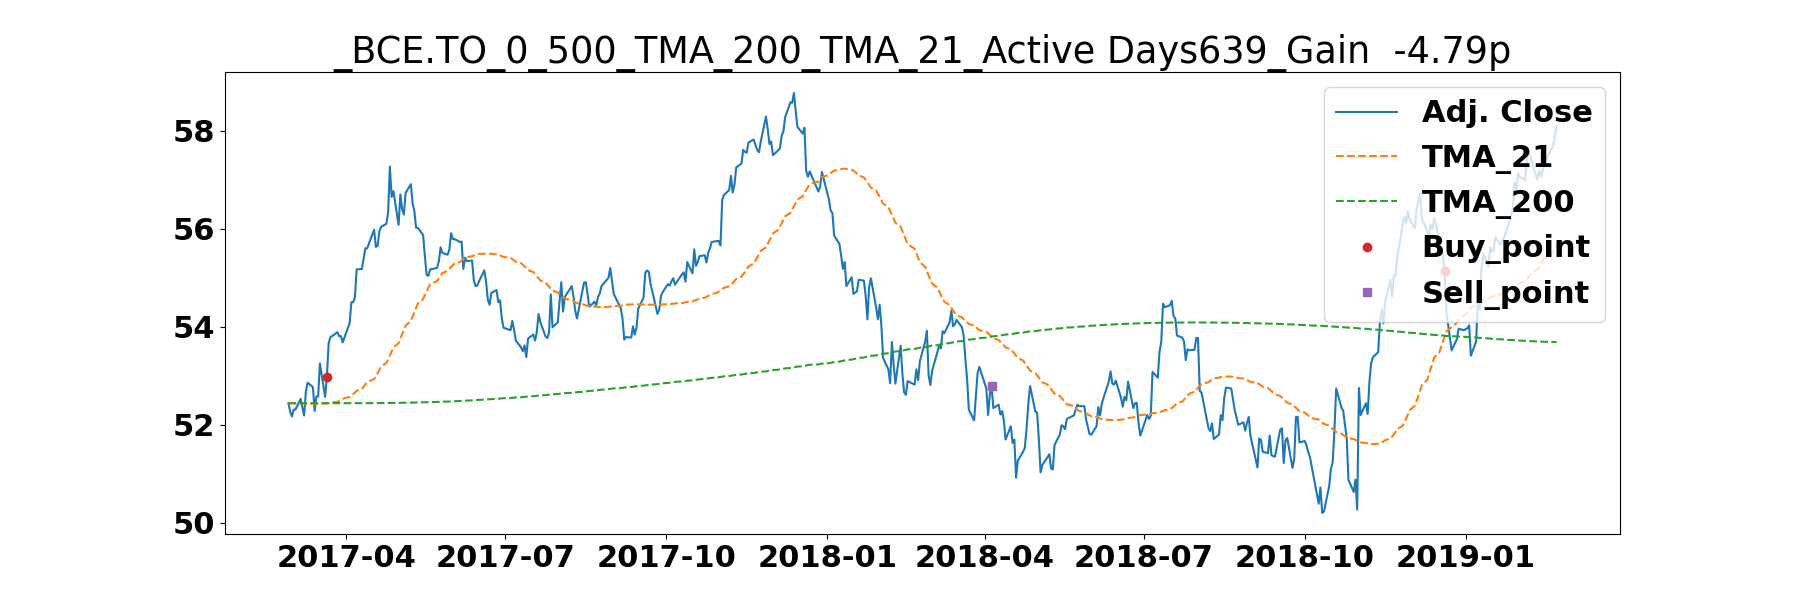 _BCE.TO_0_500_TMA_200_TMA_21_Active Days639_Gain  -4.79p
Adj. Close
TMA_21
TMA_200
Buy_point
Sell_point
58
56
54
52
50
2017-04 2017-07 2017-10 2018-01 2018-04 2018-07 2018-10 2019-01